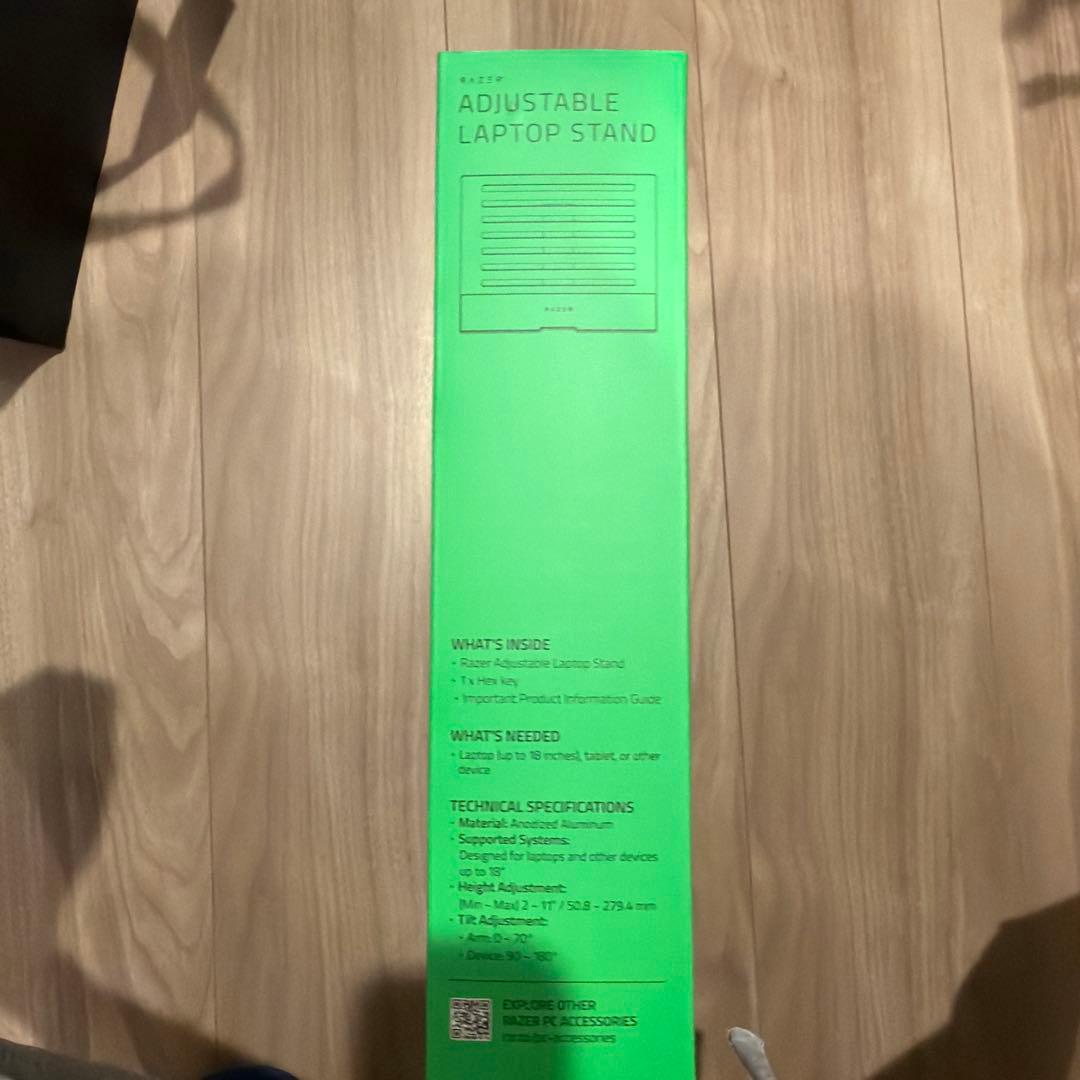 RAZER
ADJUSTABLE
LAPTOP STAND
RAZER
WHAT'S INSIDE
• Razer Adjustable Laptop Stand
• 1 x Hex key
• Important Product Information Guide
WHAT'S NEEDED
• Laptop (up to 18 inches), tablet, or other
device
TECHNICAL SPECIFICATIONS
• Material: Anodized Aluminum
• Supported Systems:
Designed for laptops and other devices
up to 18"
• Height Adjustment:
(Min – Max) 2 – 11" / 50.8 – 279.4 mm
• Tilt Adjustment:
• Arm: 0 – 70°
• Device: 90 – 180°
EXPLORE OTHER
RAZER PC ACCESSORIES